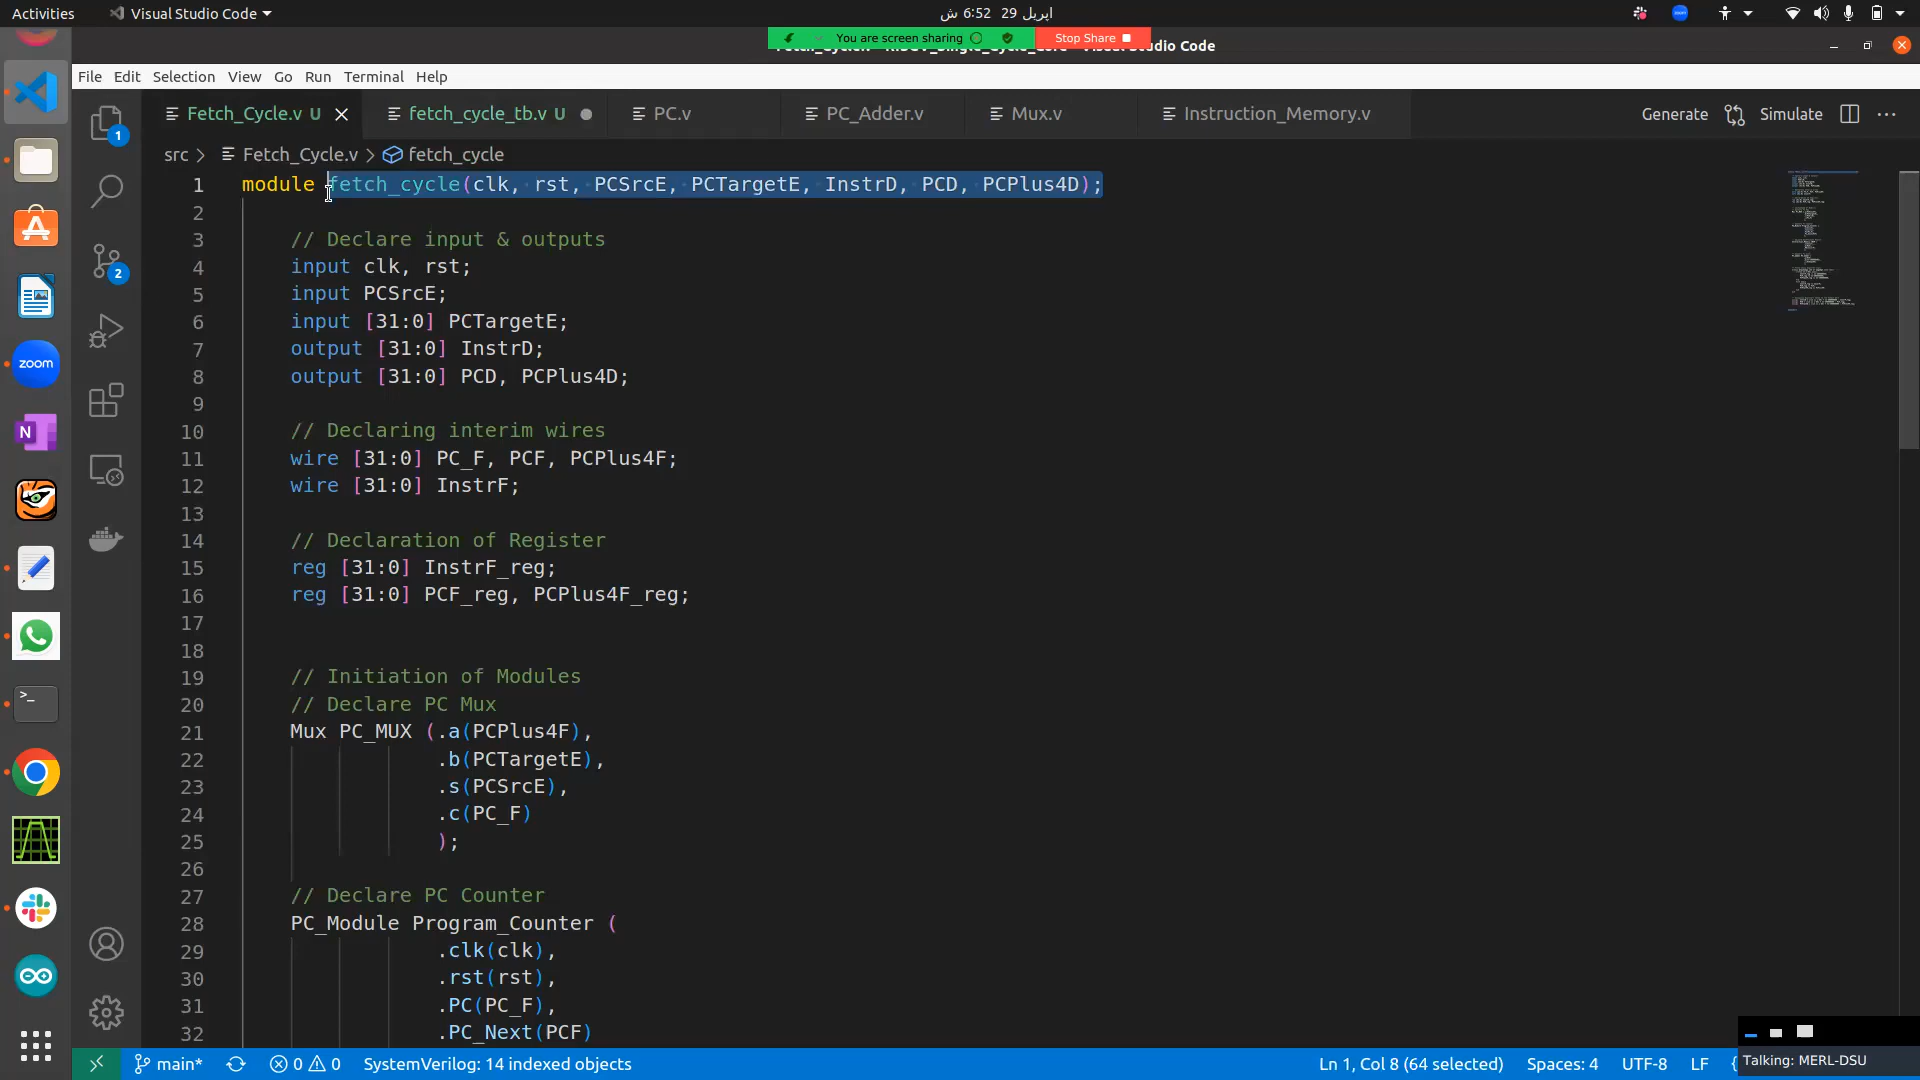 Activities Visual Studio Code اپریل 29 6:52 ش
You are screen sharing Stop Share
Visual Studio Code
File Edit Selection View Go Run Terminal Help
Fetch_Cycle.v U fetch_cycle_tb.v U PC.v PC_Adder.v Mux.v Instruction_Memory.v Generate Simulate
src > Fetch_Cycle.v > fetch_cycle
1 module fetch_cycle(clk, rst, PCSrcE, PCTargetE, InstrD, PCD, PCPlus4D);
2
3 // Declare input & outputs
4 input clk, rst;
5 input PCSrcE;
6 input [31:0] PCTargetE;
7 output [31:0] InstrD;
8 output [31:0] PCD, PCPlus4D;
9
10 // Declaring interim wires
11 wire [31:0] PC_F, PCF, PCPlus4F;
12 wire [31:0] InstrF;
13
14 // Declaration of Register
15 reg [31:0] InstrF_reg;
16 reg [31:0] PCF_reg, PCPlus4F_reg;
17
18
19 // Initiation of Modules
20 // Declare PC Mux
21 Mux PC_MUX (.a(PCPlus4F),
22 .b(PCTargetE),
23 .s(PCSrcE),
24 .c(PC_F)
25 );
26
27 // Declare PC Counter
28 PC_Module Program_Counter (
29 .clk(clk),
30 .rst(rst),
31 .PC(PC_F),
32 .PC_Next(PCF)
1
2
zoom
N
main* 0 0 SystemVerilog: 14 indexed objects Ln 1, Col 8 (64 selected) Spaces: 4 UTF-8 LF
Talking: MERL-DSU